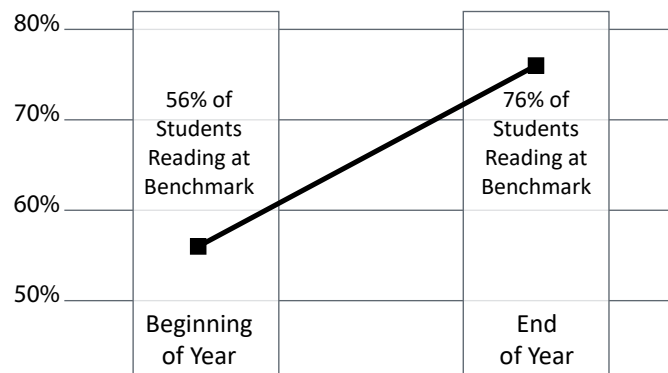 80%
70%
60%
50%
56% of
Students
Reading at
Benchmark
76% of
Students
Reading at
Benchmark
Beginning
of Year
End
of Year